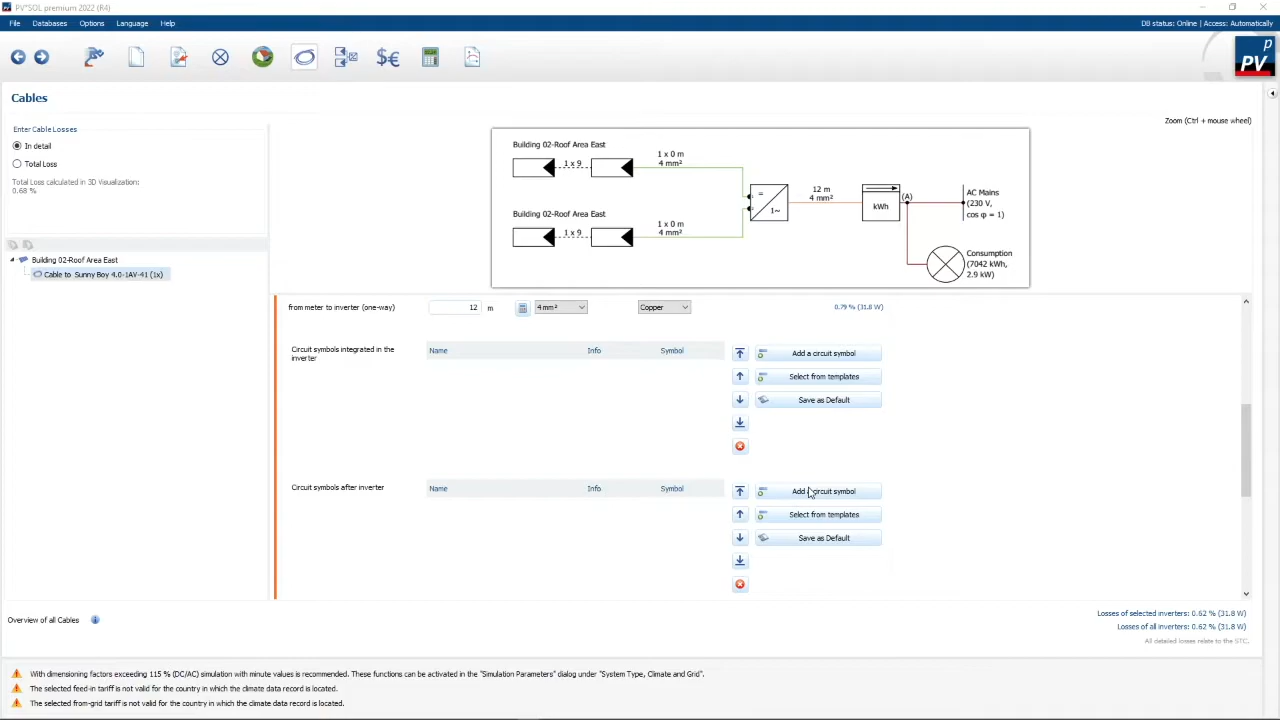 PV*SOL premium 2022 (R4)
File Databases Options Language Help
DB status: Online | Access: Automatically
p
PV
Cables
Zoom (Ctrl + mouse wheel)
Enter Cable Losses
In detail
Total Loss
Total Loss calculated in 3D Visualization:
0.68 %
Building 02-Roof Area East
Cable to Sunny Boy 4.0-1AV-41 (1x)
Building 02-Roof Area East
1 x 9
1 x 0 m
4 mm²
Building 02-Roof Area East
1 x 9
1 x 0 m
4 mm²
=
1~
12 m
4 mm²
kWh
(A)
AC Mains
(230 V,
cos φ = 1)
Consumption
(7042 kWh,
2.9 kW)
from meter to inverter (one-way) 12 m 4 mm² Copper 0.79 % (31.8 W)
Circuit symbols integrated in the
inverter
Name Info Symbol
Add a circuit symbol
Select from templates
Save as Default
Circuit symbols after inverter
Name Info Symbol
Add a circuit symbol
Select from templates
Save as Default
Overview of all Cables
Losses of selected inverters: 0.62 % (31.8 W)
Losses of all inverters: 0.62 % (31.8 W)
All detailed losses relate to the STC.
With dimensioning factors exceeding 115 % (DC/AC) simulation with minute values is recommended. These functions can be activated in the "Simulation Parameters" dialog under "System Type, Climate and Grid".
The selected feed-in tariff is not valid for the country in which the climate data record is located.
The selected from-grid tariff is not valid for the country in which the climate data record is located.